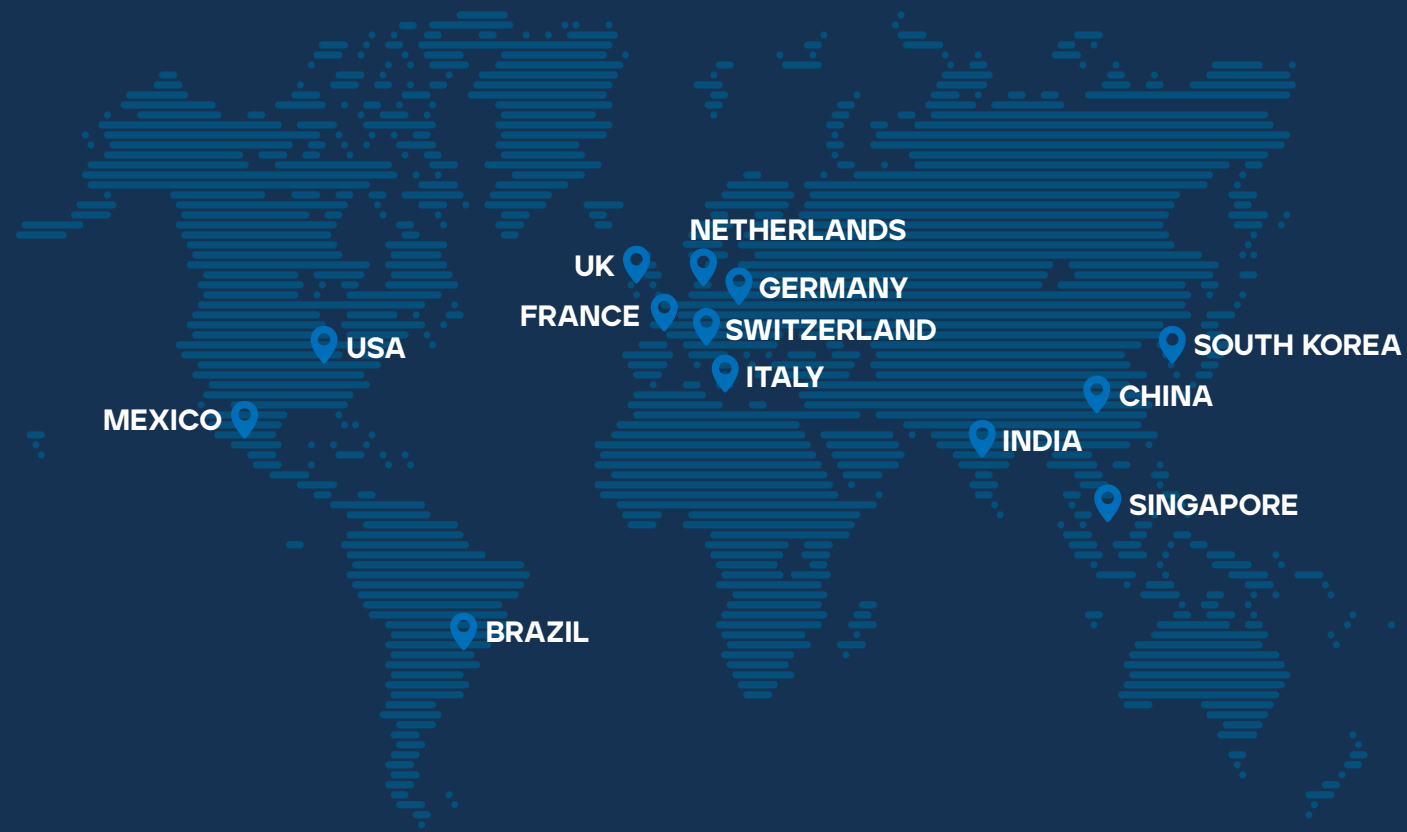 NETHERLANDS
UK
GERMANY
FRANCE
SWITZERLAND
USA
SOUTH KOREA
ITALY
CHINA
MEXICO
INDIA
SINGAPORE
BRAZIL